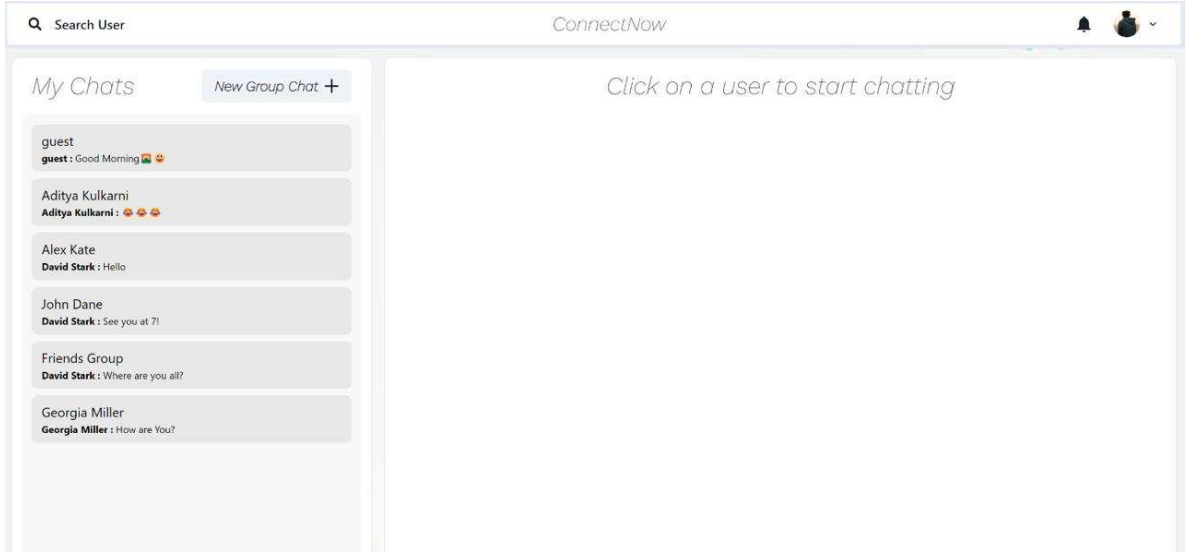 Search User
ConnectNow
My Chats
New Group Chat +
Click on a user to start chatting
guest
guest : Good Morning🌄 😃
Aditya Kulkarni
Aditya Kulkarni : 😂 😂 😂
Alex Kate
David Stark : Hello
John Dane
David Stark : See you at 7!
Friends Group
David Stark : Where are you all?
Georgia Miller
Georgia Miller : How are You?